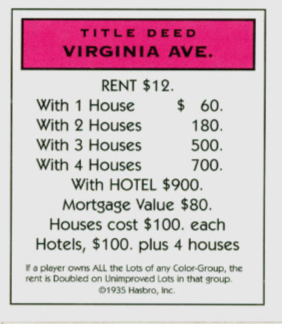 TITLE DEED
VIRGINIA AVE.
RENT $12.
With 1 House $ 60.
With 2 Houses 180.
With 3 Houses 500.
With 4 Houses 700.
With HOTEL $900.
Mortgage Value $80.
Houses cost $100. each
Hotels, $100. plus 4 houses
If a player owns ALL the Lots of any Color-Group, the
rent is Doubled on Unimproved Lots in that group.
©1935 Hasbro, Inc.